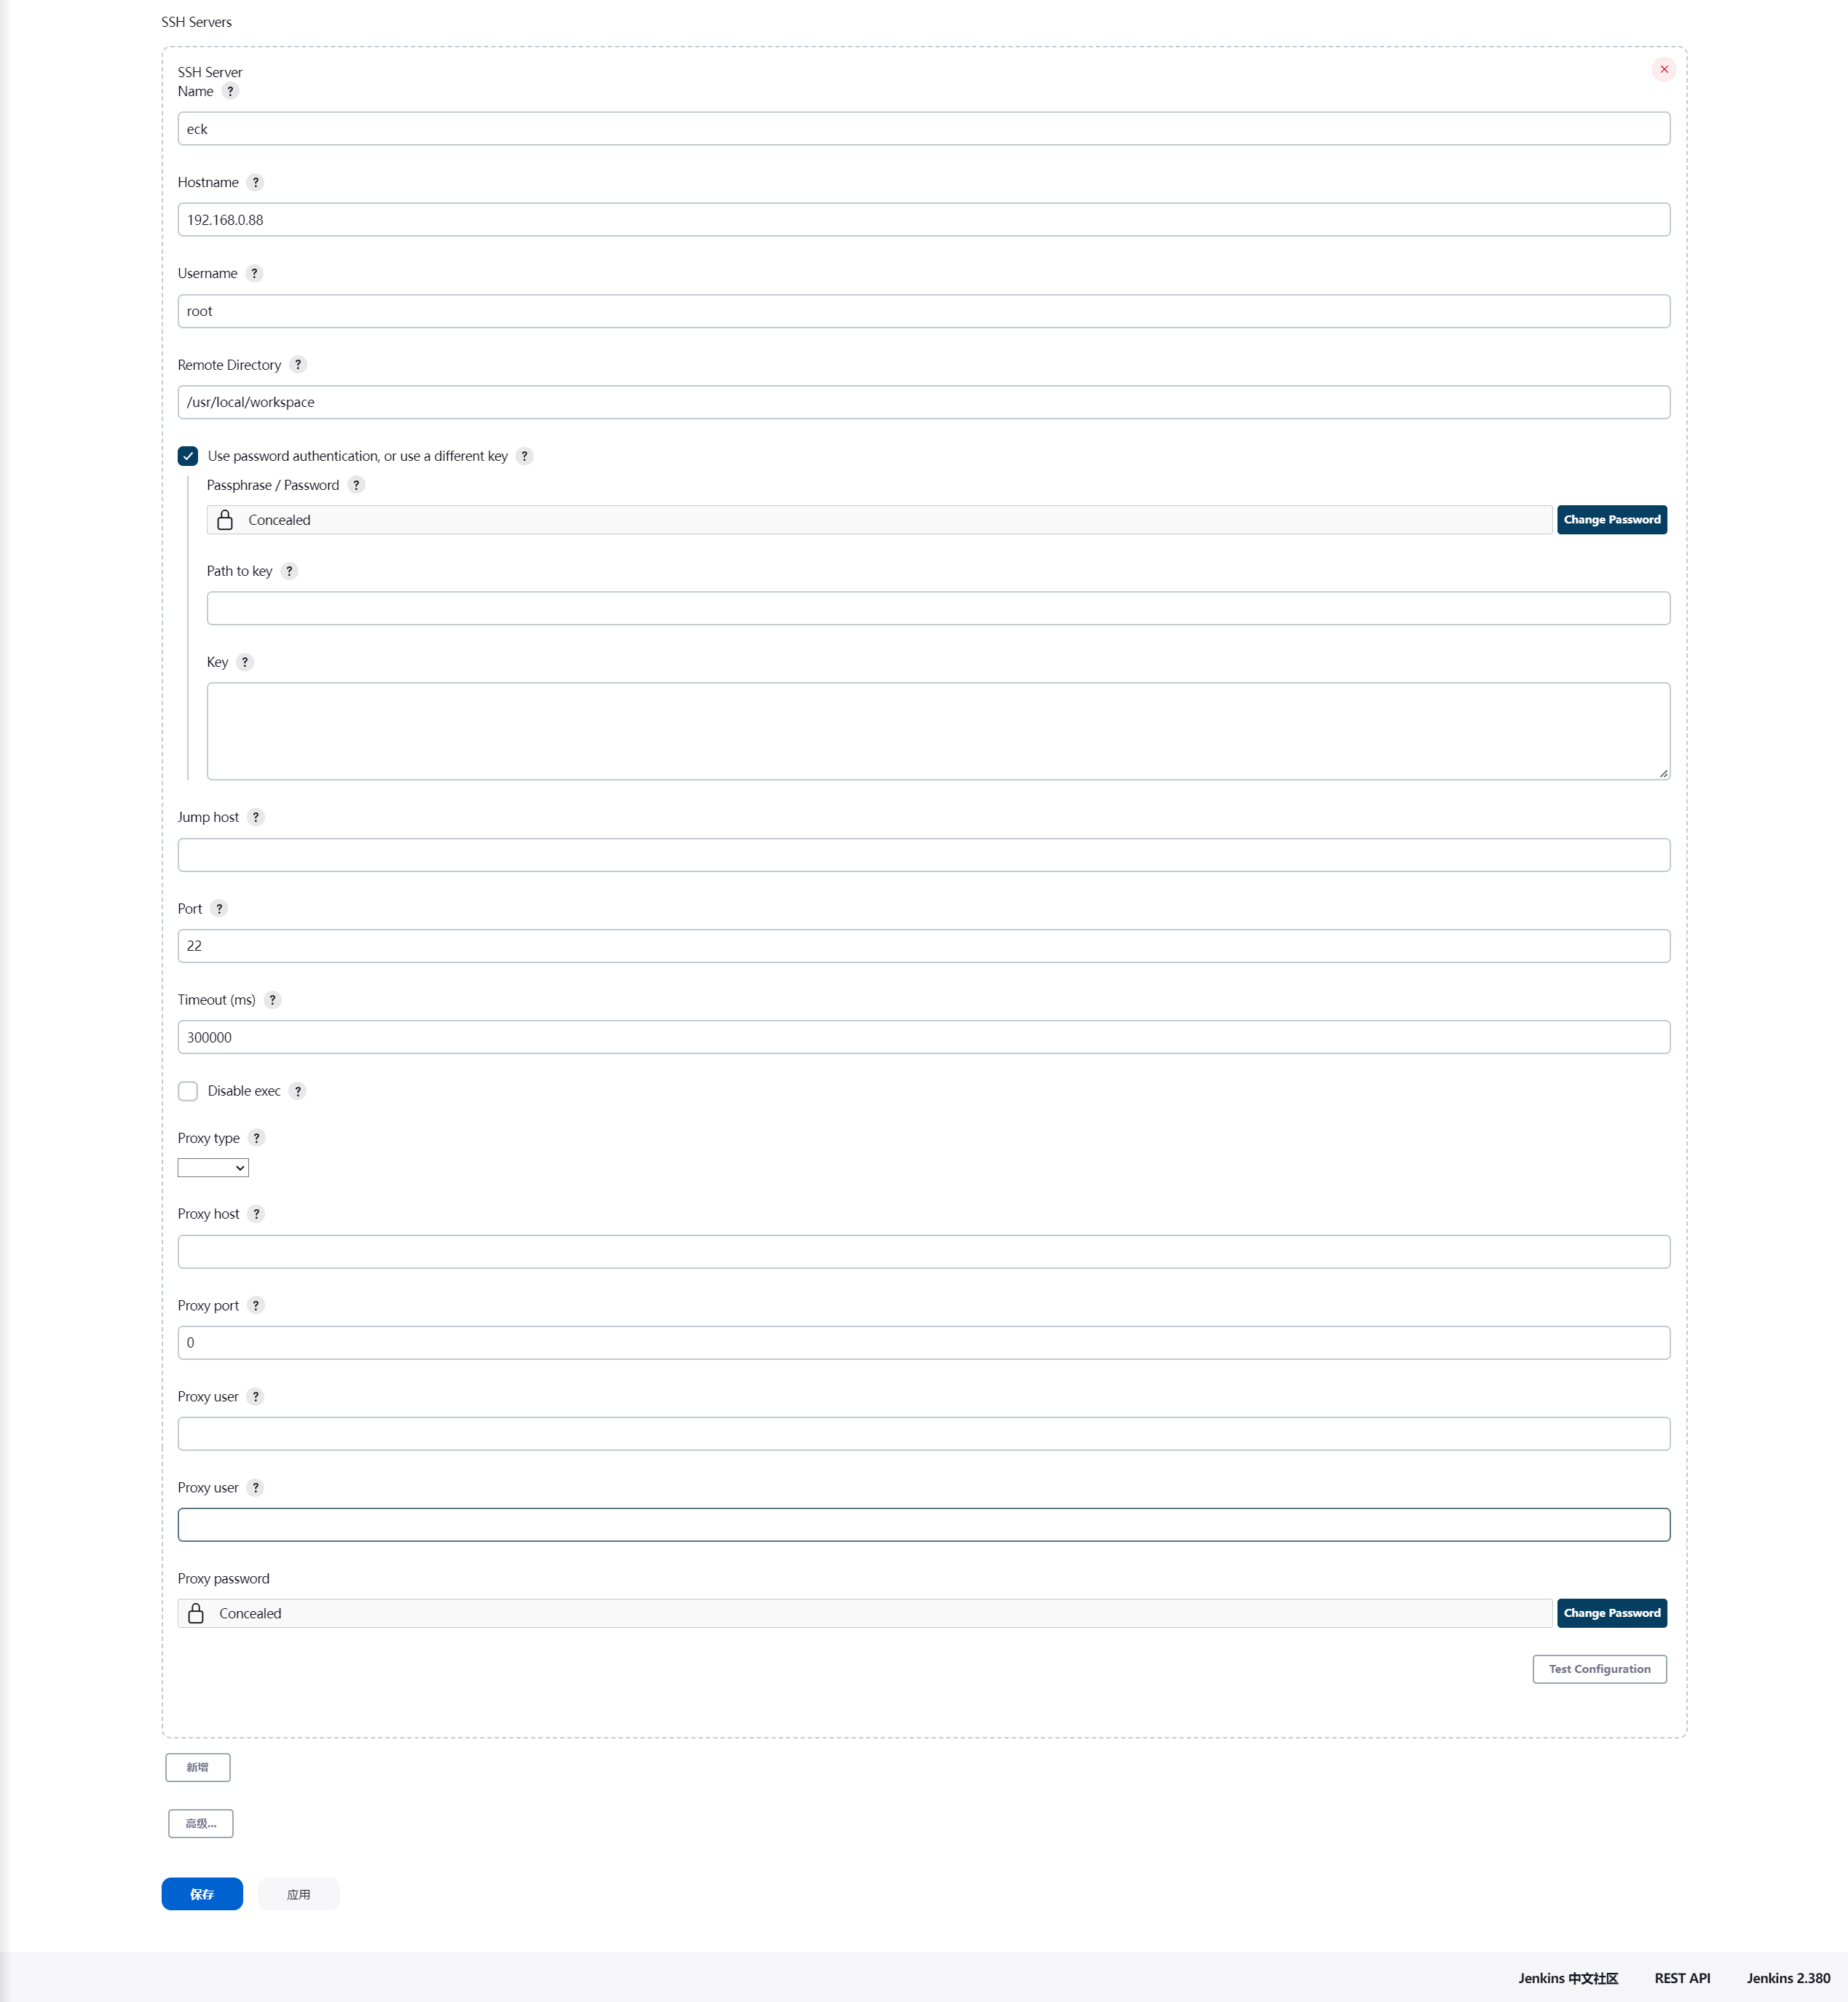 SSH Servers
SSH Server
Name ?
eck
Hostname ?
192.168.0.88
Username ?
root
Remote Directory ?
/usr/local/workspace
Use password authentication, or use a different key ?
Passphrase / Password ?
Concealed
Change Password
Path to key ?
Key ?
Jump host ?
Port ?
22
Timeout (ms) ?
300000
Disable exec ?
Proxy type ?
Proxy host ?
Proxy port ?
0
Proxy user ?
Proxy user ?
Proxy password
Concealed
Change Password
Test Configuration
新增
高级...
保存 应用
Jenkins 中文社区 REST API Jenkins 2.380